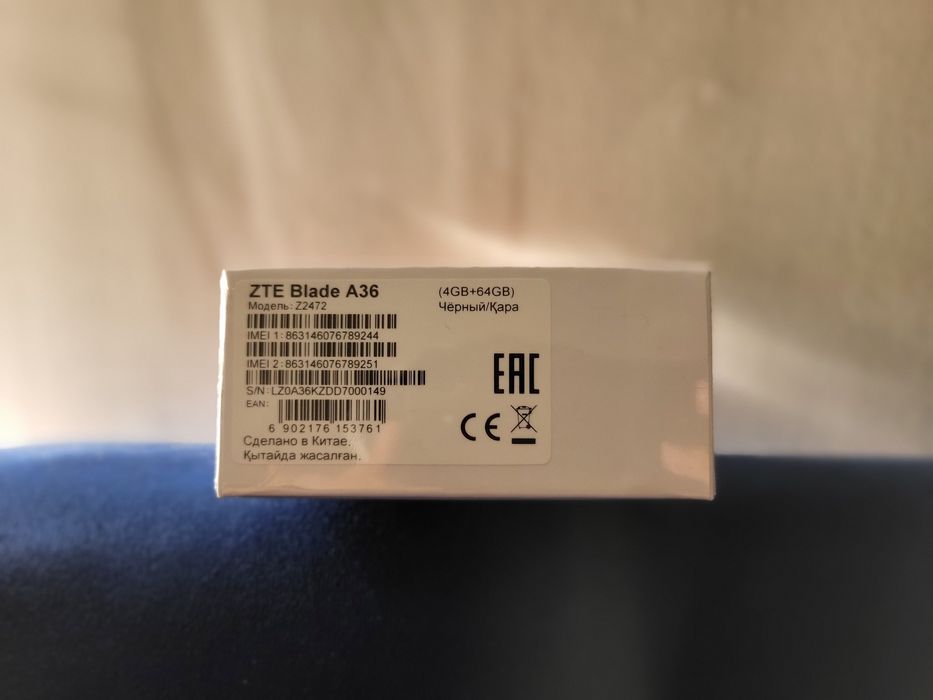 ZTE Blade A36
(4GB+64GB)
Модель: Z2472
Чёрный/Қара
IMEI 1: 863146076789244
IMEI 2: 863146076789251
S/N: LZ0A36KZDD7000149
EAN:
6 902176 153761
Сделано в Китае.
Қытайда жасалған.
EAC
CE